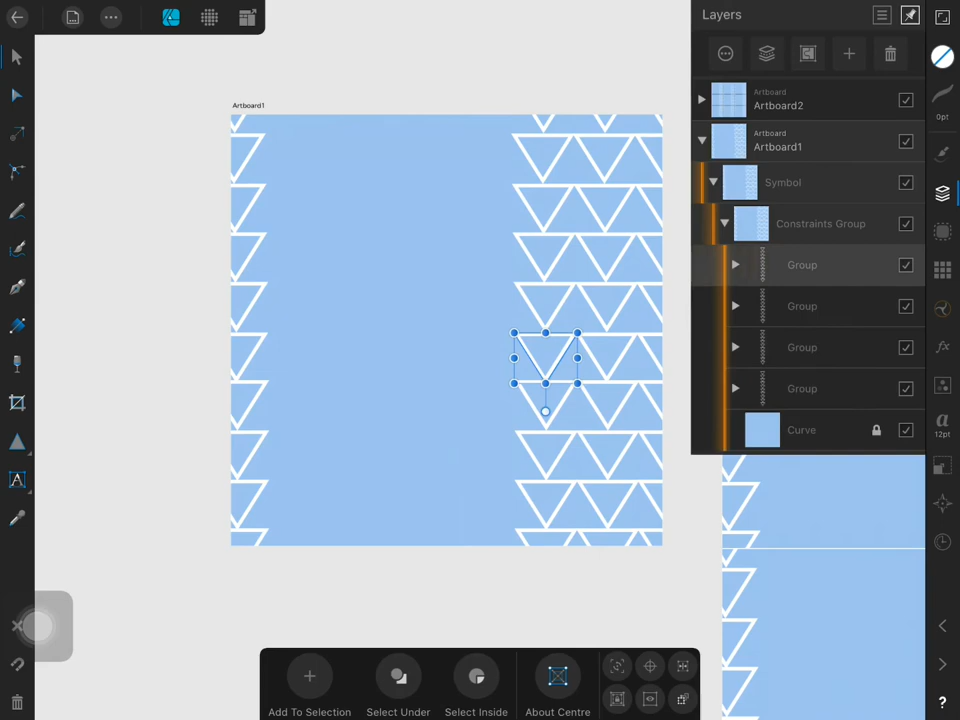 Layers
Artboard
Artboard2
Artboard
Artboard1
Symbol
Constraints Group
Group
Group
Group
Group
Curve
Artboard1
0pt
fx
a
12pt
A
Add To Selection
Select Under
Select Inside
About Centre
?